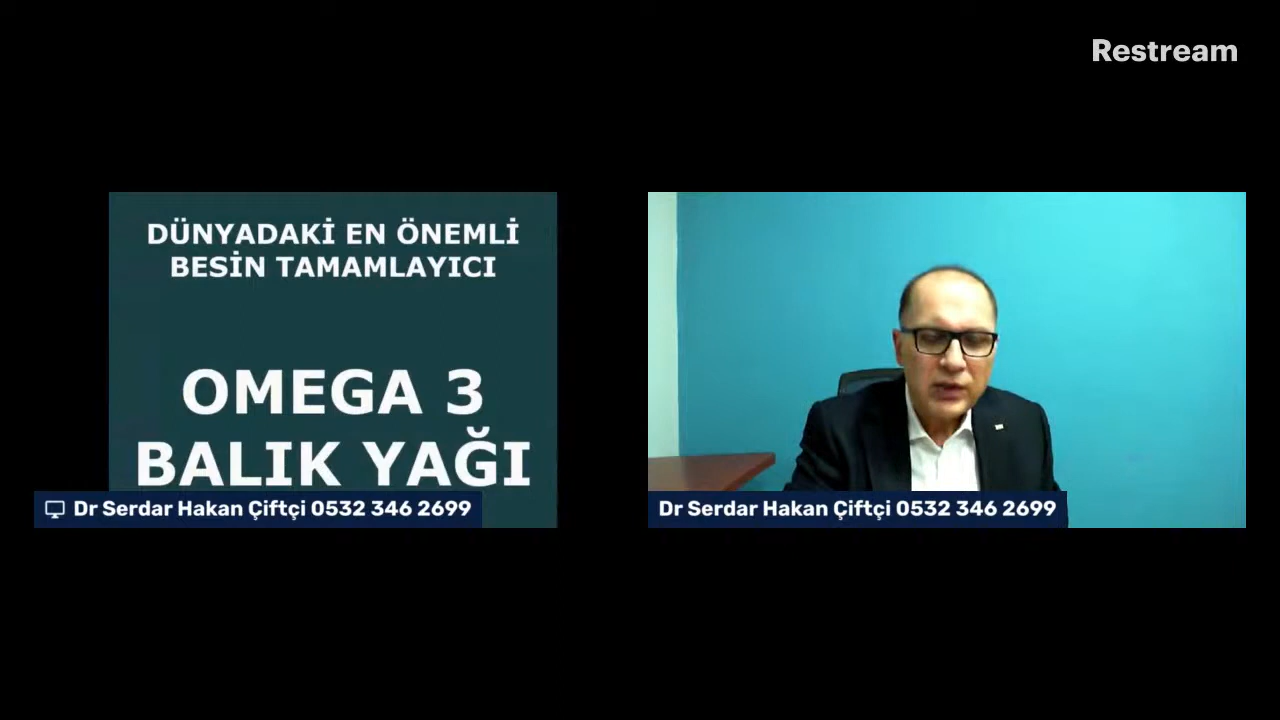 Restream
DÜNYADAKİ EN ÖNEMLİ
BESİN TAMAMLAYICI
OMEGA 3
BALIK YAĞI
Dr Serdar Hakan Çiftçi 0532 346 2699
Dr Serdar Hakan Çiftçi 0532 346 2699